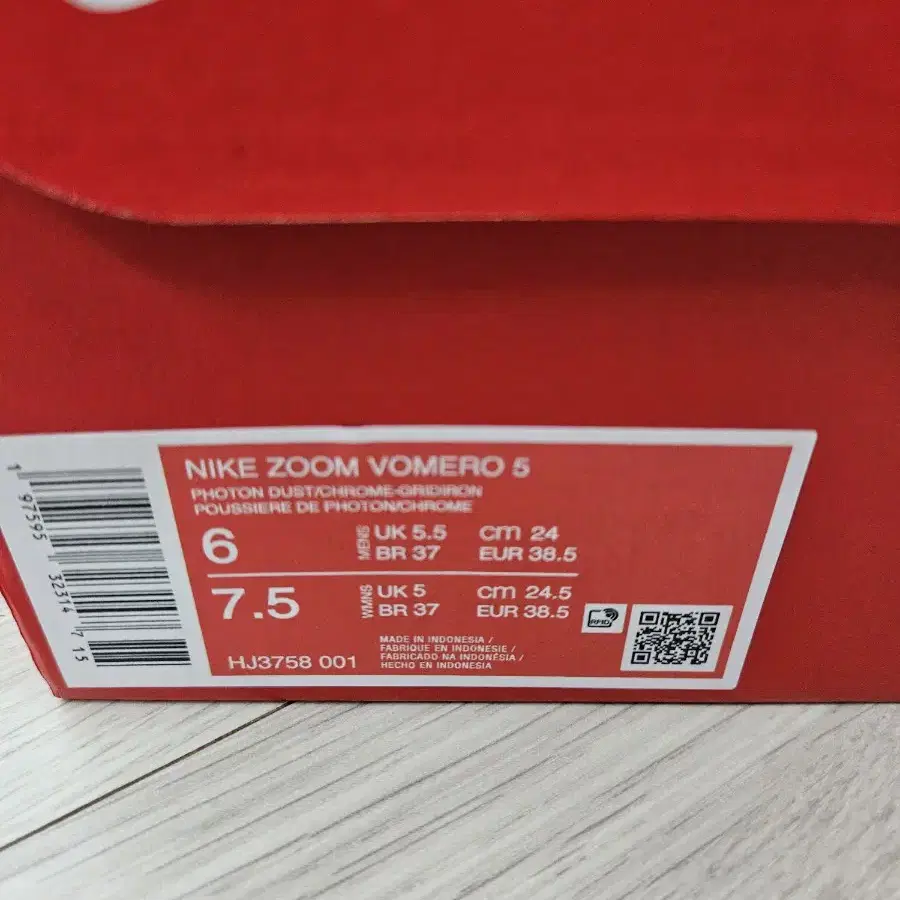 NIKE ZOOM VOMERO 5
PHOTON DUST/CHROME-GRIDIRON
POUSSIERE DE PHOTON/CHROME
6 MENS UK 5.5 cm 24
BR 37 EUR 38.5
7.5 WMNS UK 5 cm 24.5
BR 37 EUR 38.5
HJ3758 001
MADE IN INDONESIA /
FABRIQUE EN INDONESIE /
FABRICADO NA INDONÉSIA /
HECHO EN INDONESIA
RFID
1 97595 32314 7 15